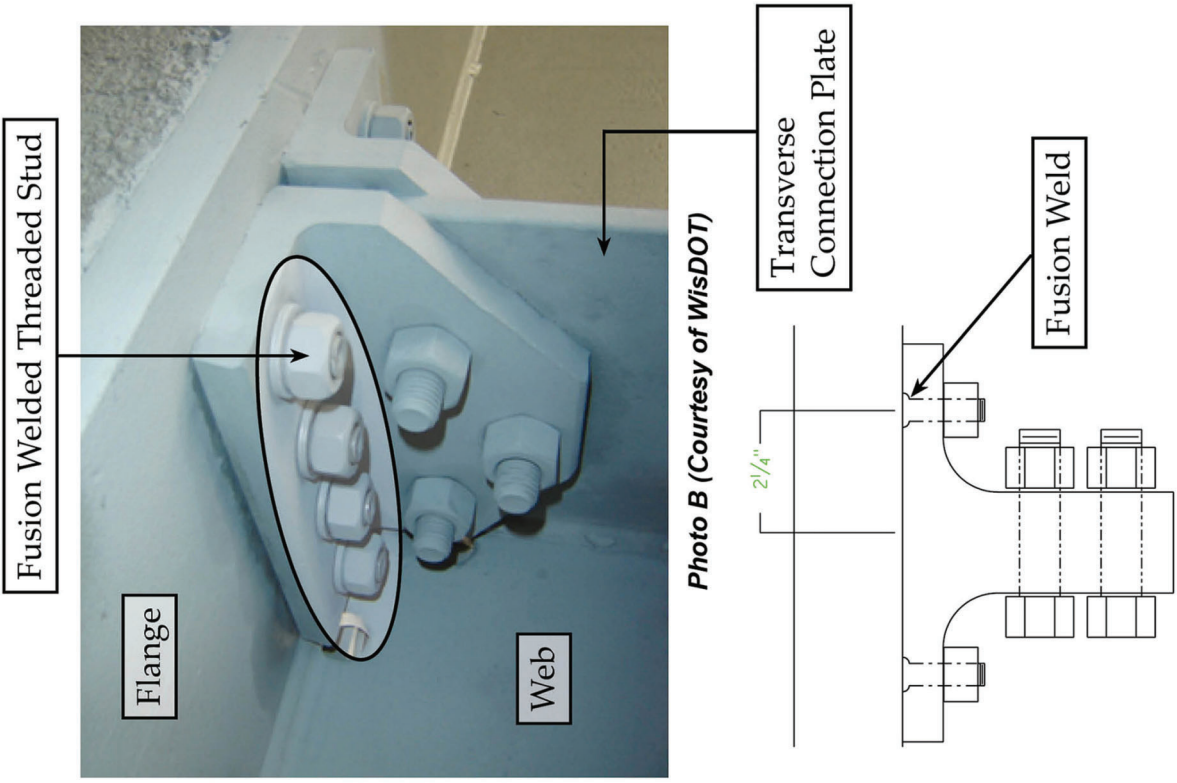 Fusion Welded Threaded Stud
Flange
Web
Photo B (Courtesy of WisDOT)
Transverse
Connection Plate
2¼"
Fusion Weld